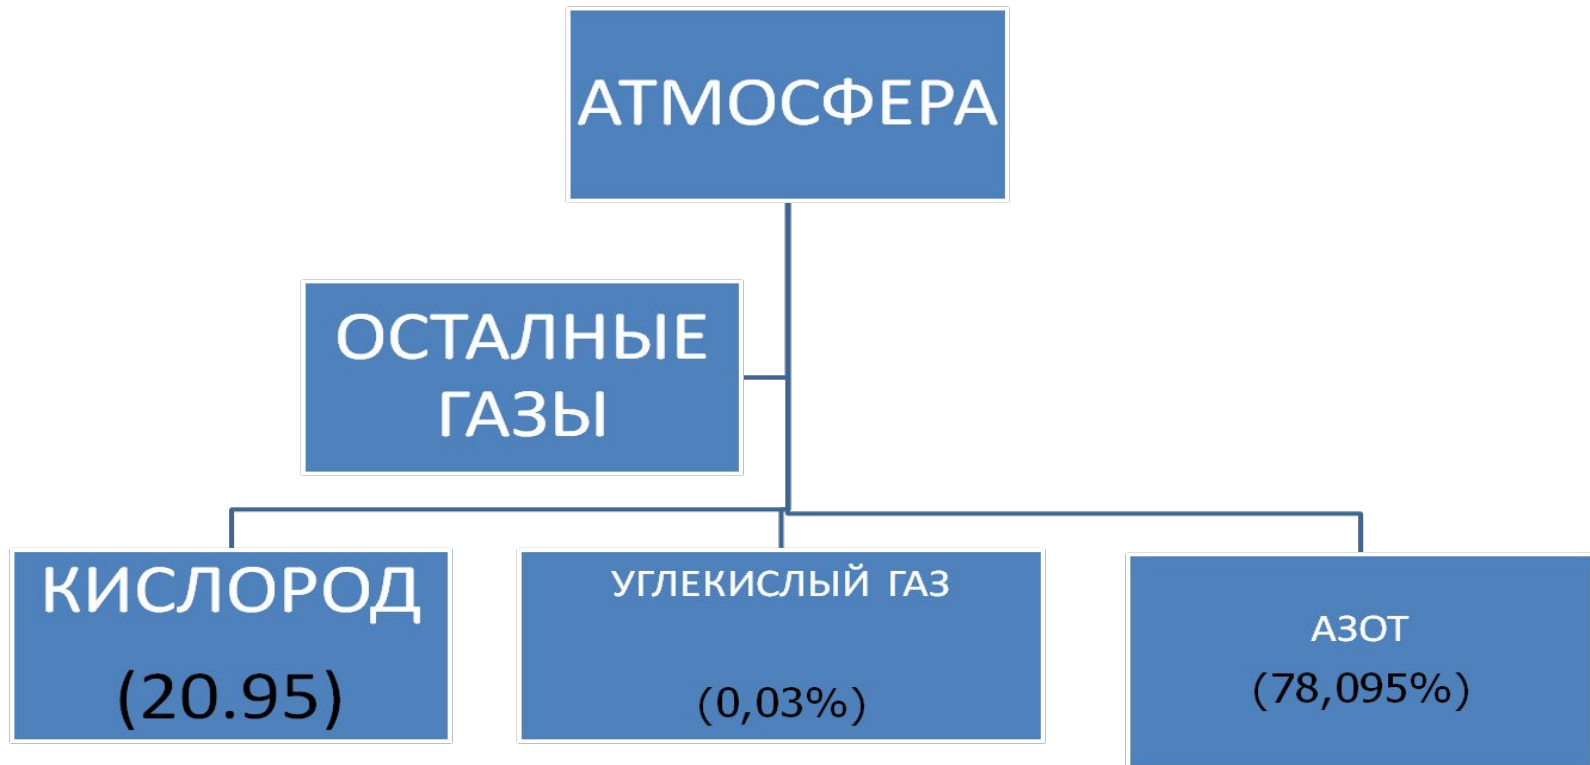 АТМОСФЕРА
ОСТАЛНЫЕ
ГАЗЫ
КИСЛОРОД
(20.95)
УГЛЕКИСЛЫЙ ГАЗ
(0,03%)
АЗОТ
(78,095%)